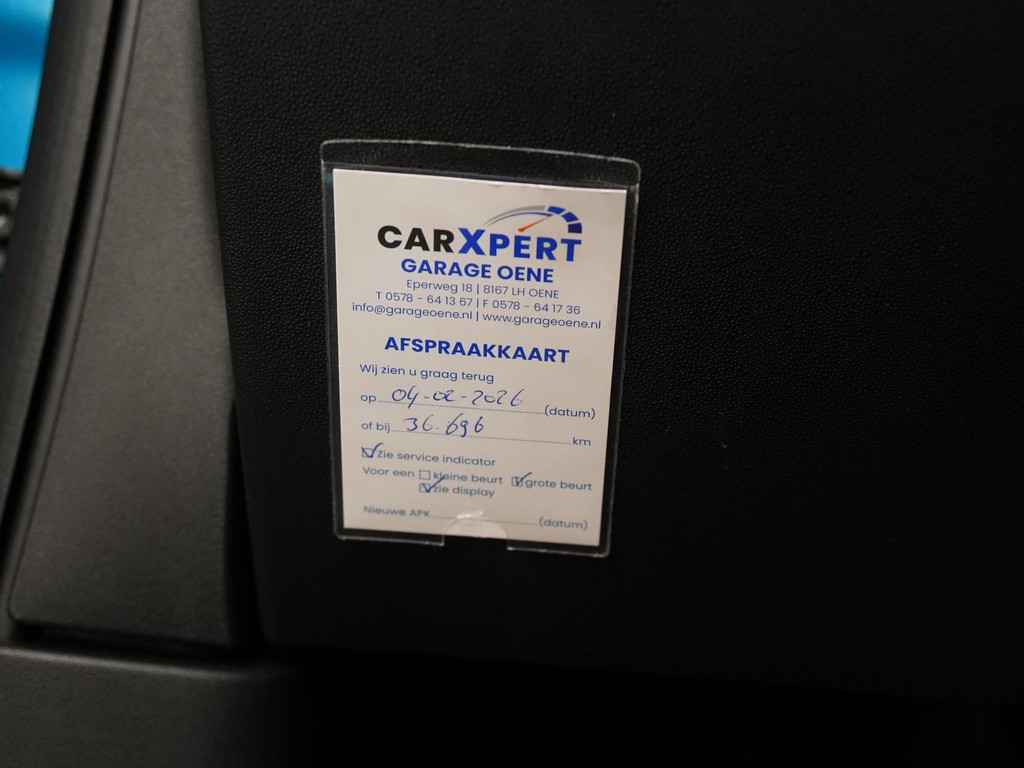 CARXPERT
GARAGE OENE
Eperweg 18 | 8167 LH OENE
T 0578 - 64 13 67 | F 0578 - 64 17 36
info@garageoene.nl | www.garageoene.nl
AFSPRAAKKAART
Wij zien u graag terug
op 04-02-2026 (datum)
of bij 36.696 km
zie service indicator
Voor een kleine beurt grote beurt
zie display
Nieuwe APK (datum)